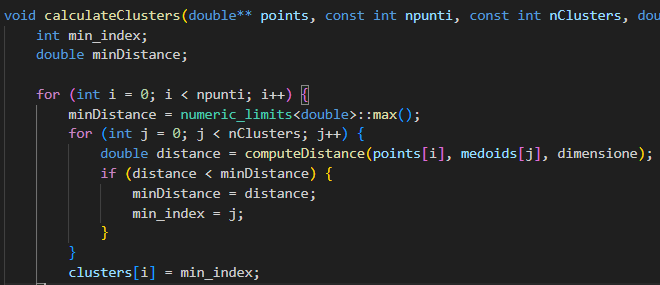 void calculateClusters(double** points, const int npunti, const int nClusters, dou
int min_index;
double minDistance;
for (int i = 0; i < npunti; i++) {
minDistance = numeric_limits<double>::max();
for (int j = 0; j < nClusters; j++) {
double distance = computeDistance(points[i], medoids[j], dimensione);
if (distance < minDistance) {
minDistance = distance;
min_index = j;
}
}
clusters[i] = min_index;